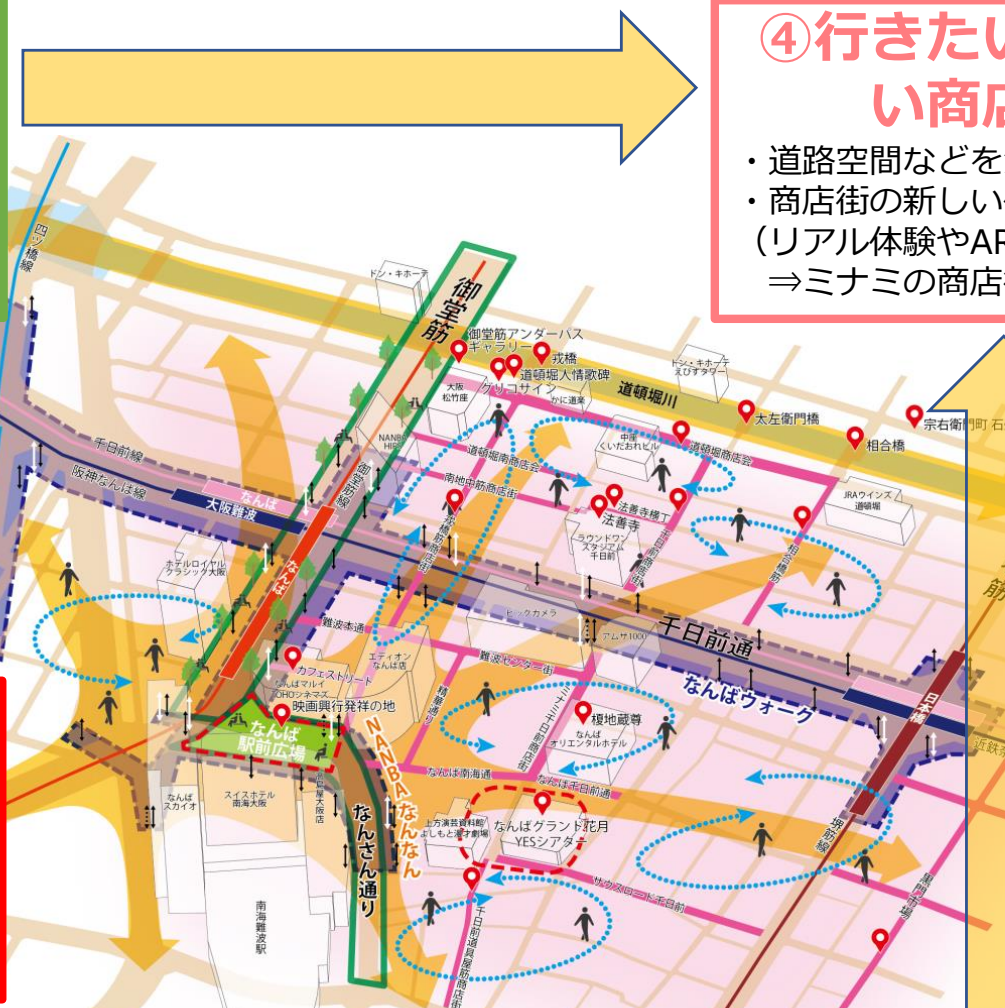 ④行きたい
い商店
・道路空間などを
・商店街の新しい
（リアル体験やAR
⇒ミナミの商店
四ツ橋線
ドン・キホーテ
御堂筋
御堂筋アンダーパス
ギャラリー
戎橋
道頓堀人情歌碑
グリコサイン
かに道楽
大阪
松竹座
ドン・キホーテ
えびすタワー
道頓堀川
太左衛門橋
宗右衛門町
相合橋
中座
くいだおれビル
道頓堀商店会
道頓堀南商店会
南地中筋商店街
JRAウインズ
道頓堀
法善寺横丁
法善寺
ラウンドワン
スタジアム
千日前
千日前商店街
相合橋筋
千日前線
阪神なんば線
なんば
大阪難波
御堂筋線
なんば
ホテルロイヤル
クラシック大阪
難波本通
ビックカメラ
アムザ1000
千日前通
なんばウォーク
日本橋
カフェストリート
なんばマルイ
エディオン
なんば店
難波センター街
精華通り
ミナミ千日前商店街
映画興行発祥の地
なんば
駅前広場
榎地蔵尊
なんば
オリエンタルホテル
NANBAなんなん
なんば南海通
なんば千日前通
なんば
スカイオ
スイスホテル
南海大阪
なんさん通り
上方演芸資料館
よしもと漫才劇場
なんばグランド花月
YESシアター
堺筋線
黒門市場
サウスロード千日前
南海難波駅
千日前道具屋筋商店街